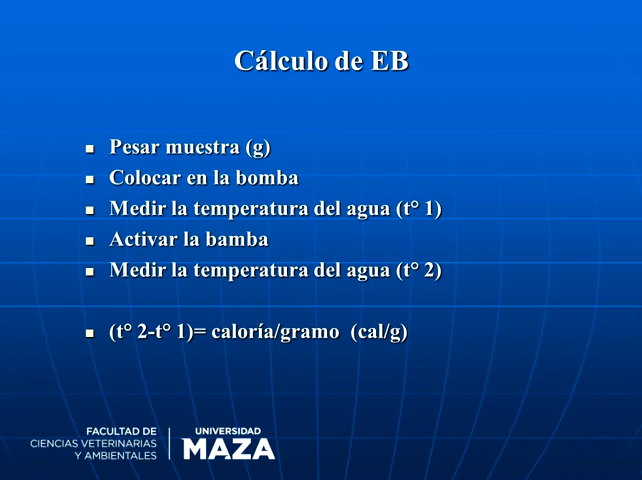 Cálculo de EB
Pesar muestra (g)
Colocar en la bomba
Medir la temperatura del agua (t° 1)
Activar la bamba
Medir la temperatura del agua (t° 2)
(t° 2-t° 1)= caloría/gramo (cal/g)
FACULTAD DE
CIENCIAS VETERINARIAS
Y AMBIENTALES
UNIVERSIDAD
MAZA